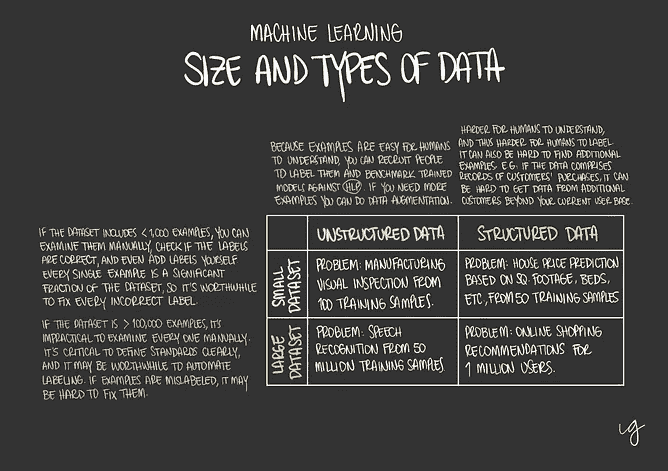 MACHINE LEARNING
SIZE AND TYPES OF DATA
BECAUSE EXAMPLES ARE EASY FOR HUMANS
TO UNDERSTAND, YOU CAN RECRUIT PEOPLE
TO LABEL THEM AND BENCHMARK TRAINED
MODELS AGAINST HLP. IF YOU NEED MORE
EXAMPLES YOU CAN DO DATA AUGMENTATION.
HARDER FOR HUMANS TO UNDERSTAND,
AND THUS HARDER FOR HUMANS TO LABEL
IT CAN ALSO BE HARD TO FIND ADDITIONAL
EXAMPLES. E.G: IF THE DATA COMPRISES
RECORDS OF CUSTOMERS' PURCHASES, IT CAN
BE HARD TO GET DATA FROM ADDITIONAL
CUSTOMERS BEYOND YOUR CURRENT USER BASE.
IF THE DATASET INCLUDES < 1,000 EXAMPLES, YOU CAN
EXAMINE THEM MANUALLY, CHECK IF THE LABELS
ARE CORRECT, AND EVEN ADD LABELS YOURSELF
EVERY SINGLE EXAMPLE IS A SIGNIFICANT
FRACTION OF THE DATASET, SO IT'S WORTHWHILE
TO FIX EVERY INCORRECT LABEL.
IF THE DATASET IS > 100,000 EXAMPLES, IT'S
IMPRACTICAL TO EXAMINE EVERY ONE MANUALLY.
IT'S CRITICAL TO DEFINE STANDARDS CLEARLY,
AND IT MAY BE WORTHWHILE TO AUTOMATE
LABELING. IF EXAMPLES ARE MISLABELED, IT MAY
BE HARD TO FIX THEM.
UNSTRUCTURED DATA
STRUCTURED DATA
SMALL
DATASET
PROBLEM: MANUFACTURING
VISUAL INSPECTION FROM
100 TRAINING SAMPLES.
PROBLEM: HOUSE PRICE PREDICTION
BASED ON SQ. FOOTAGE, BEDS,
ETC, FROM 50 TRAINING SAMPLES
LARGE
DATASET
PROBLEM: SPEECH
RECOGNITION FROM 50
MILLION TRAINING SAMPLES
PROBLEM: ONLINE SHOPPING
RECOMMENDATIONS FOR
1 MILLION USERS.
ig